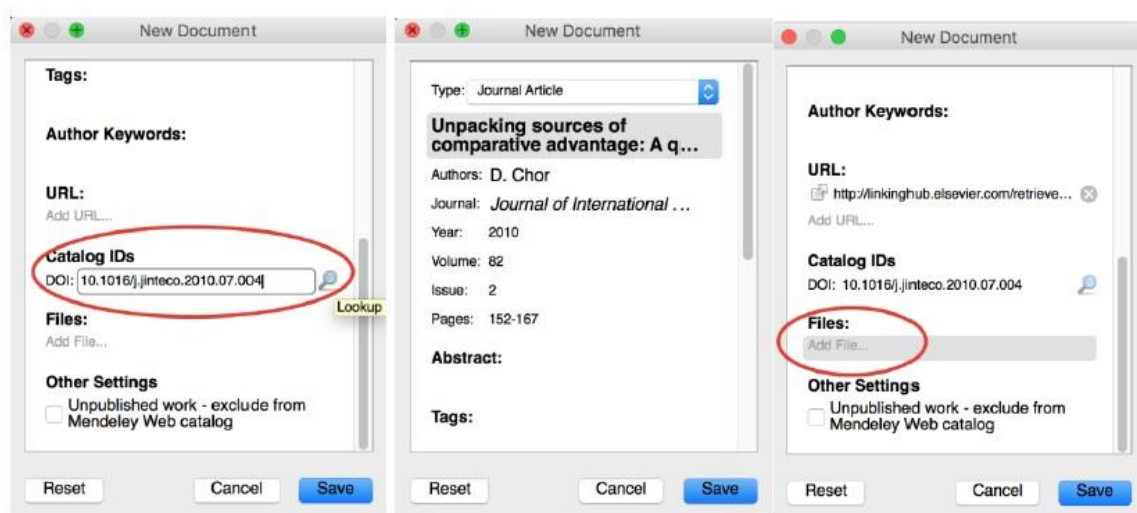 New Document
Tags:
Author Keywords:
URL:
Add URL...
Catalog IDs
DOI: 10.1016/j.jinteco.2010.07.004
Lookup
Files:
Add File...
Other Settings
Unpublished work - exclude from
Mendeley Web catalog
Reset Cancel Save
New Document
Type: Journal Article
Unpacking sources of
comparative advantage: A q...
Authors: D. Chor
Journal: Journal of International ...
Year: 2010
Volume: 82
Issue: 2
Pages: 152-167
Abstract:
Tags:
Reset Cancel Save
New Document
Author Keywords:
URL:
http://linkinghub.elsevier.com/retrieve...
Add URL...
Catalog IDs
DOI: 10.1016/j.jinteco.2010.07.004
Files:
Add File...
Other Settings
Unpublished work - exclude from
Mendeley Web catalog
Reset Cancel Save